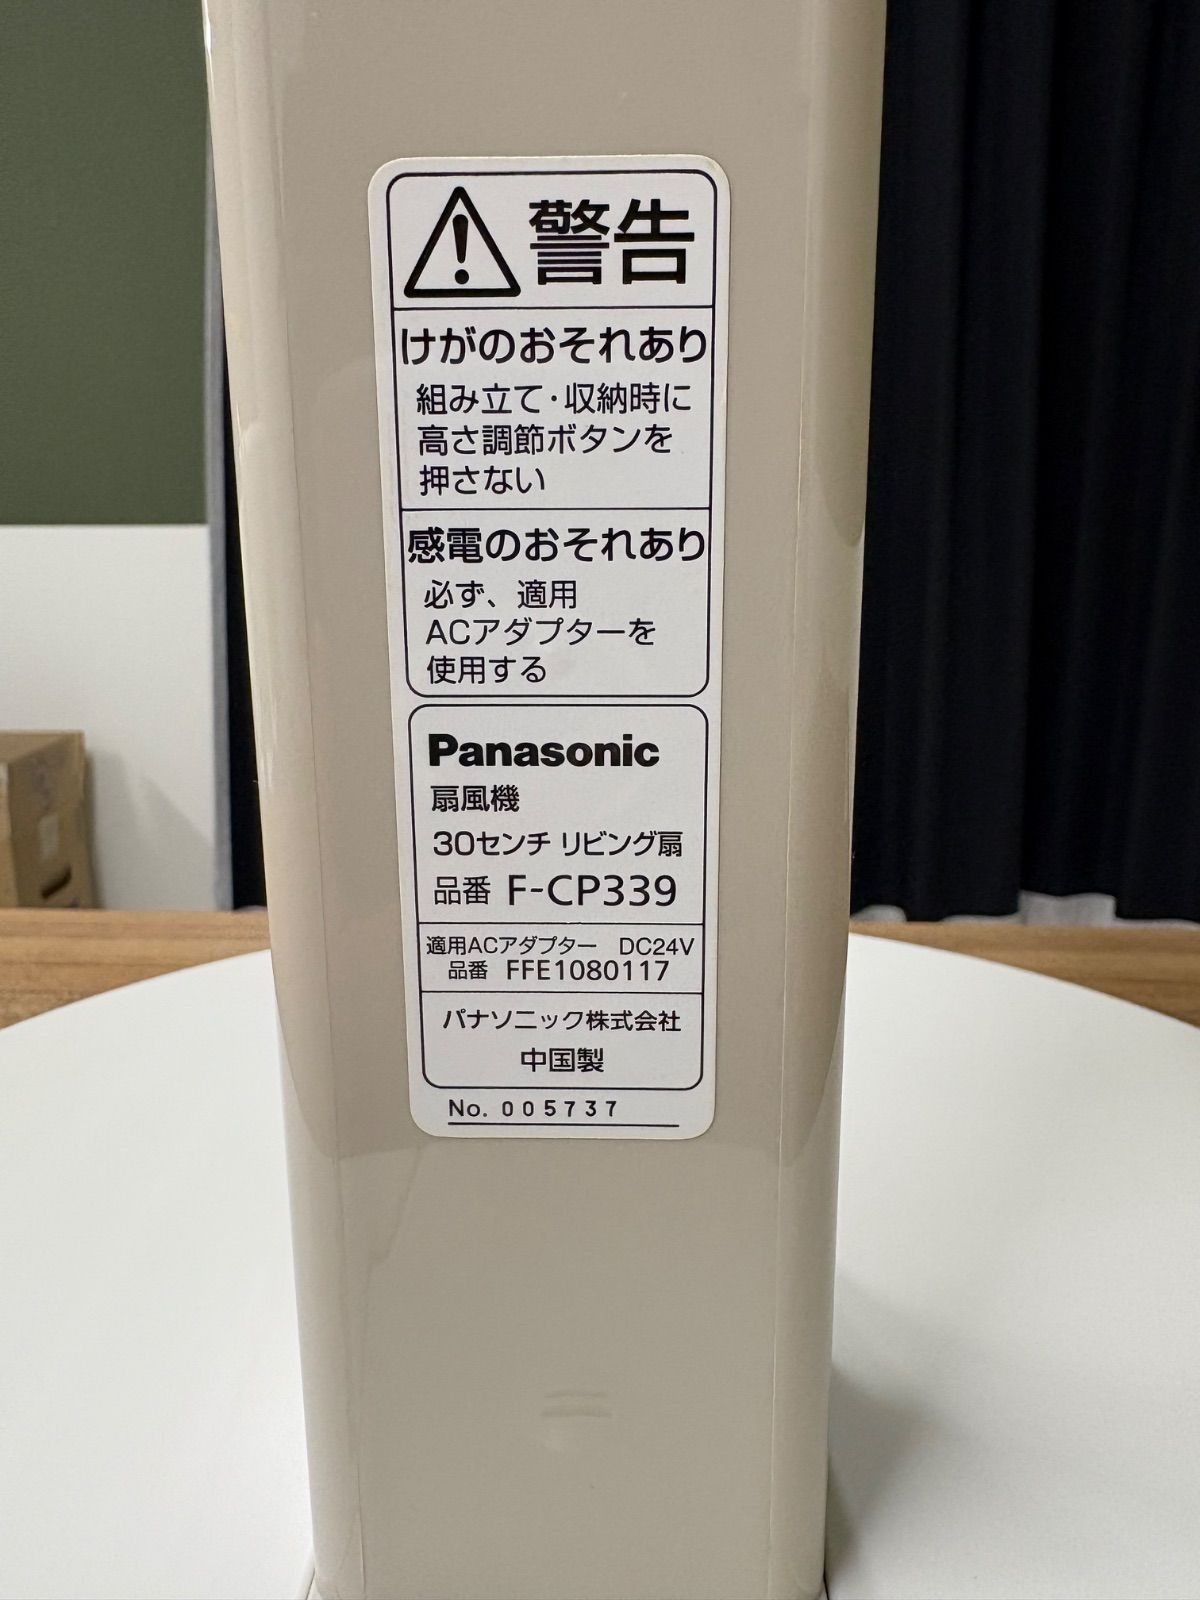 警告
けがのおそれあり
組み立て・収納時に
高さ調節ボタンを
押さない
感電のおそれあり
必ず、適用
ACアダプターを
使用する
Panasonic
扇風機
30センチ リビング扇
品番 F-CP339
適用ACアダプター DC24V
品番 FFE1080117
パナソニック株式会社
中国製
No. 005737